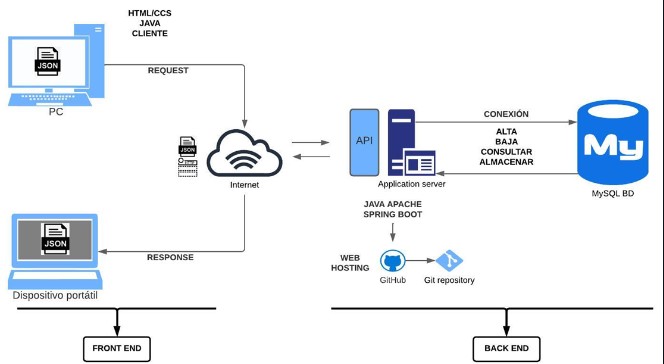 HTML/CCS
JAVA
CLIENTE
JSON
PC
REQUEST
JSON
Internet
API
Application server
CONEXIÓN
ALTA
BAJA
CONSULTAR
ALMACENAR
My
MySQL BD
JAVA APACHE
SPRING BOOT
WEB
HOSTING
GitHub
Git repository
JSON
RESPONSE
Dispositivo portátil
FRONT END
BACK END